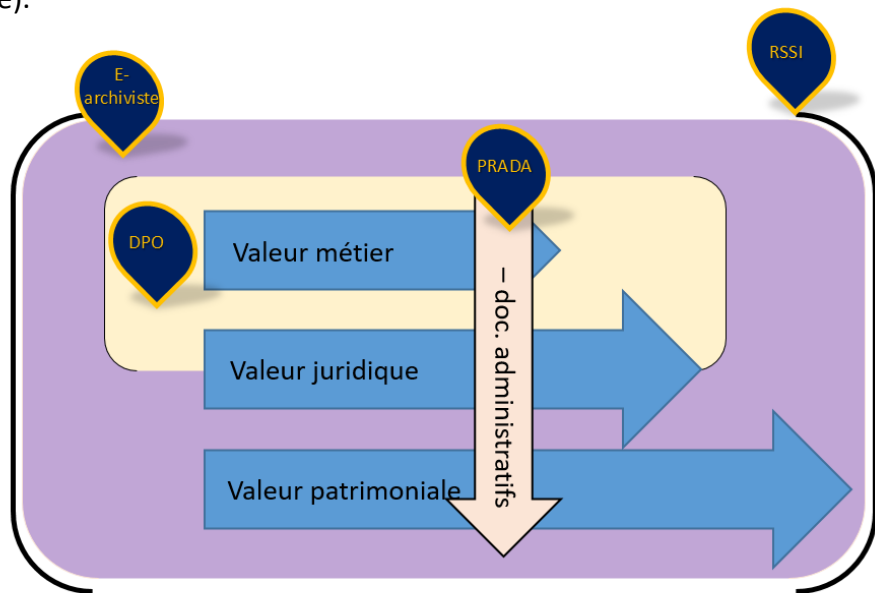 e).
E-
archiviste
RSSI
PRADA
DPO
Valeur métier
– doc. administratifs
Valeur juridique
Valeur patrimoniale